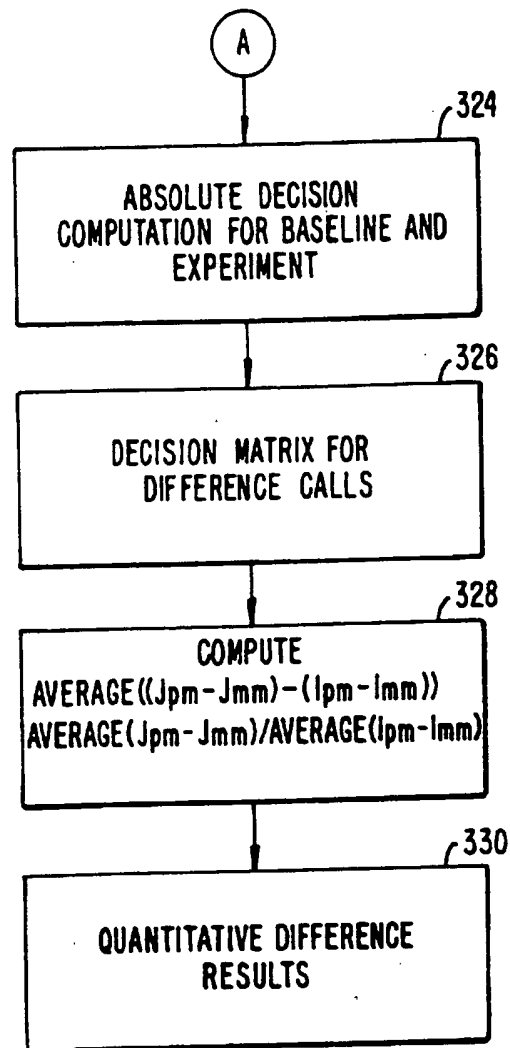 A
324
ABSOLUTE DECISION
COMPUTATION FOR BASELINE AND
EXPERIMENT
326
DECISION MATRIX FOR
DIFFERENCE CALLS
328
COMPUTE
AVERAGE((Jpm-Jmm)-(Ipm-Imm))
AVERAGE(Jpm-Jmm)/AVERAGE(Ipm-Imm)
330
QUANTITATIVE DIFFERENCE
RESULTS